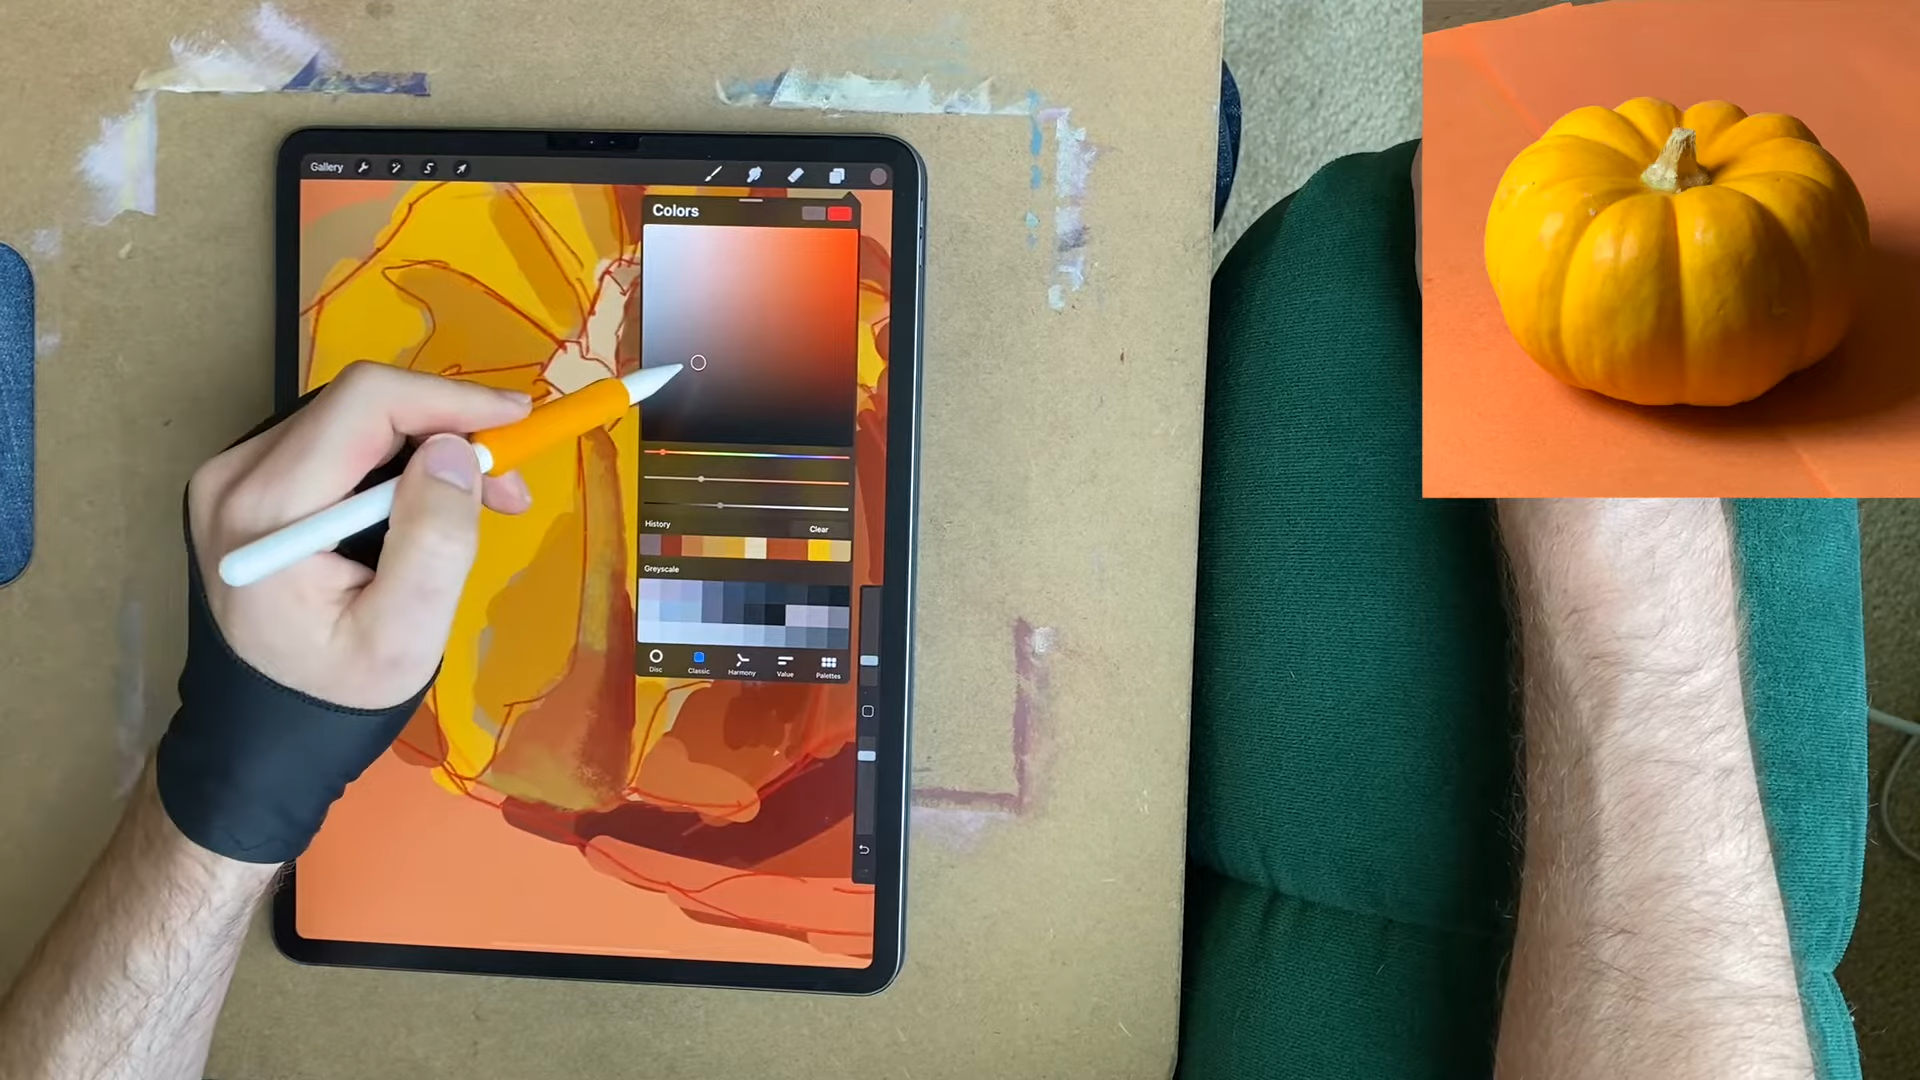 Gallery
Colors
History
Clear
Greyscale
Disc
Classic
Harmony
Value
Palettes